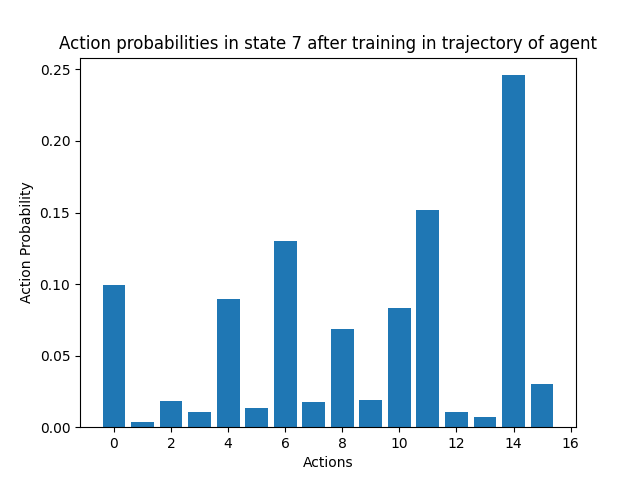 Action probabilities in state 7 after training in trajectory of agent
0.25
0.20
0.15
0.10
0.05
0.00
Action Probability
0 2 4 6 8 10 12 14 16
Actions